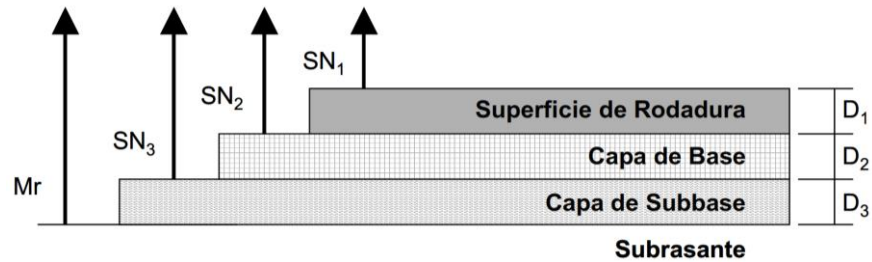 SN₁
SN₂
SN₃
Mr
Superficie de Rodadura
D₁
Capa de Base
D₂
Capa de Subbase
D₃
Subrasante